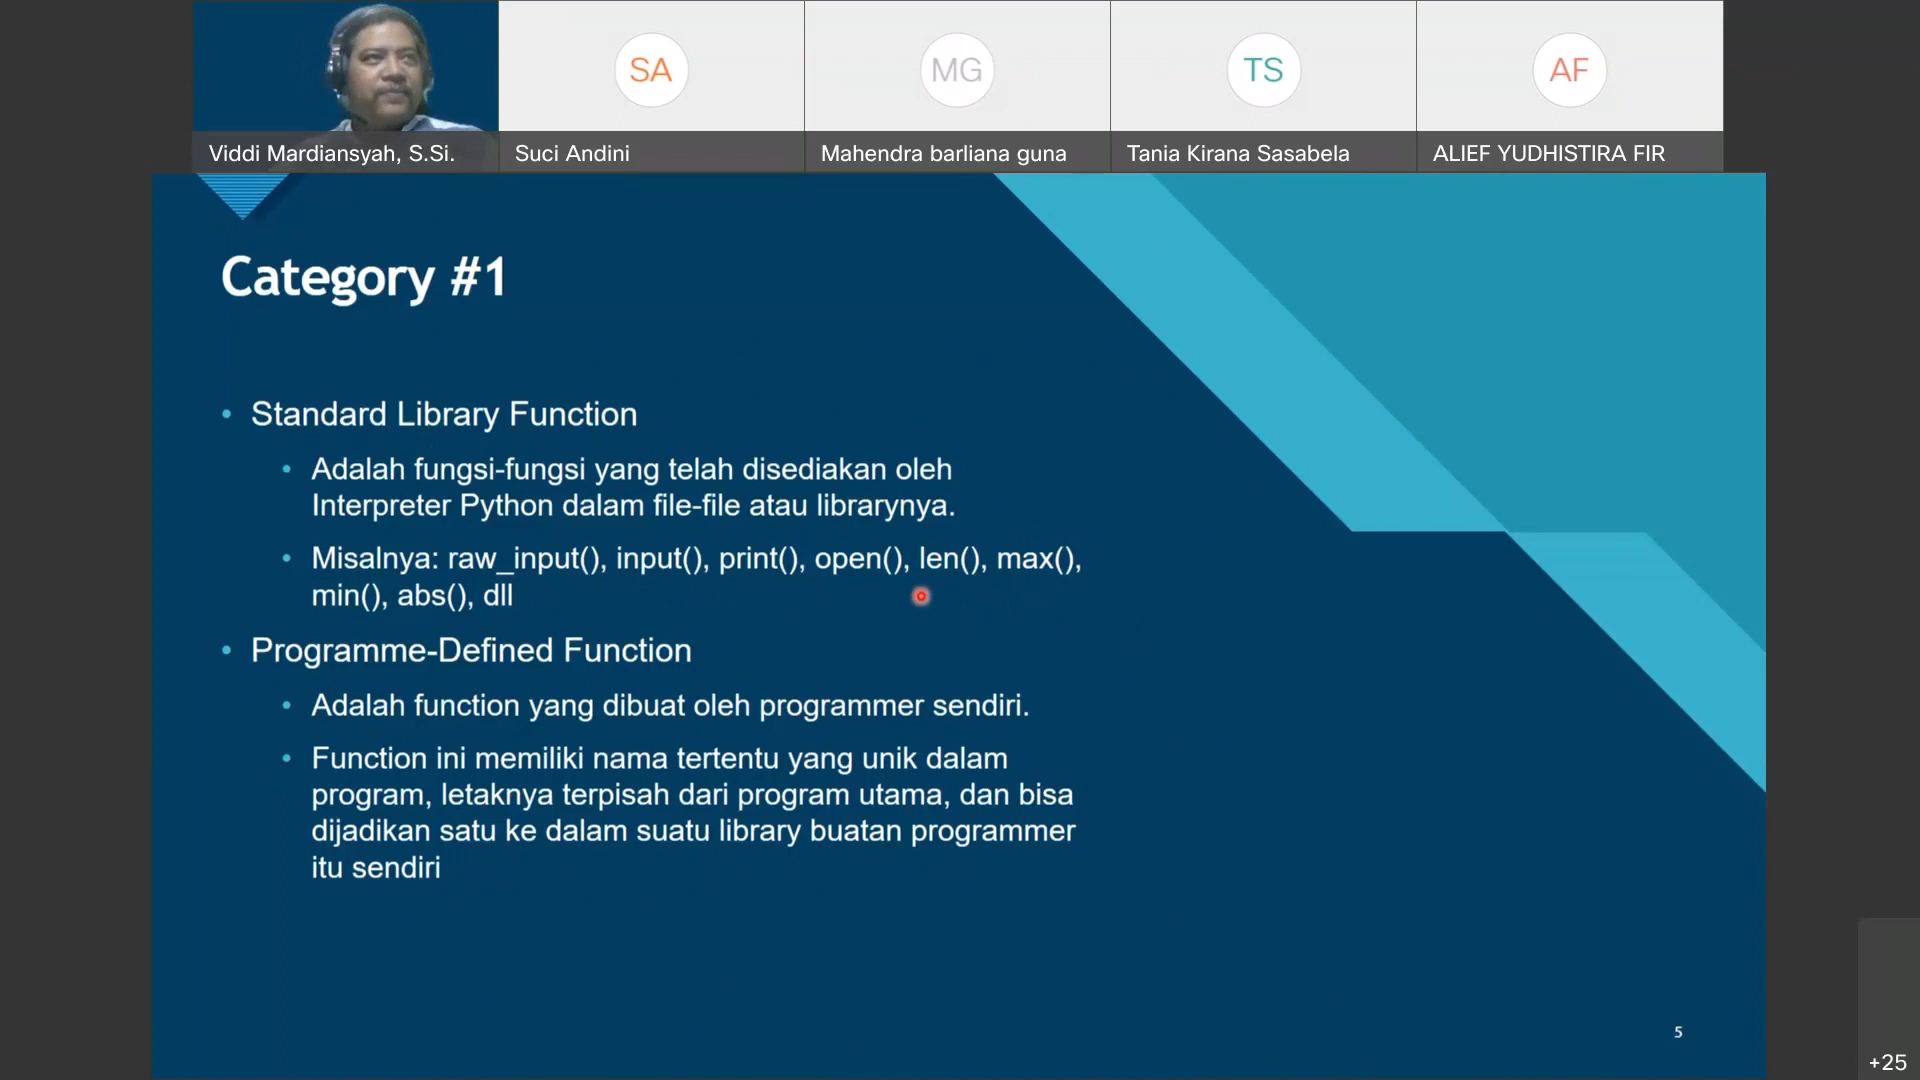 SA
MG
TS
AF
Viddi Mardiansyah, S.Si.
Suci Andini
Mahendra barliana guna
Tania Kirana Sasabela
ALIEF YUDHISTIRA FIR
Category #1
• Standard Library Function
• Adalah fungsi-fungsi yang telah disediakan oleh
Interpreter Python dalam file-file atau librarynya.
• Misalnya: raw_input(), input(), print(), open(), len(), max(),
min(), abs(), dll
• Programme-Defined Function
• Adalah function yang dibuat oleh programmer sendiri.
• Function ini memiliki nama tertentu yang unik dalam
program, letaknya terpisah dari program utama, dan bisa
dijadikan satu ke dalam suatu library buatan programmer
itu sendiri
5
+25